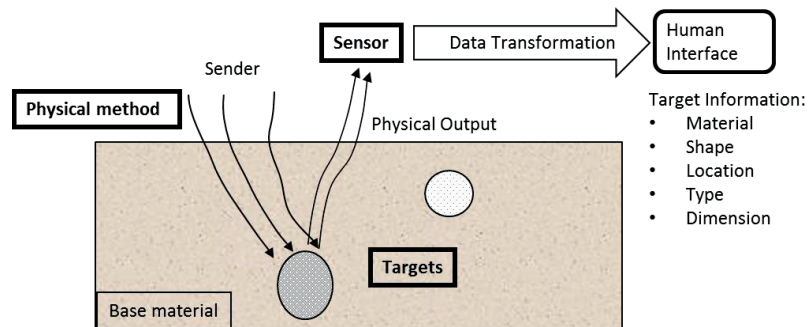 Sensor
Data Transformation
Human
Interface
Sender
Physical method
Target Information:
• Material
• Shape
• Location
• Type
• Dimension
Physical Output
Targets
Base material